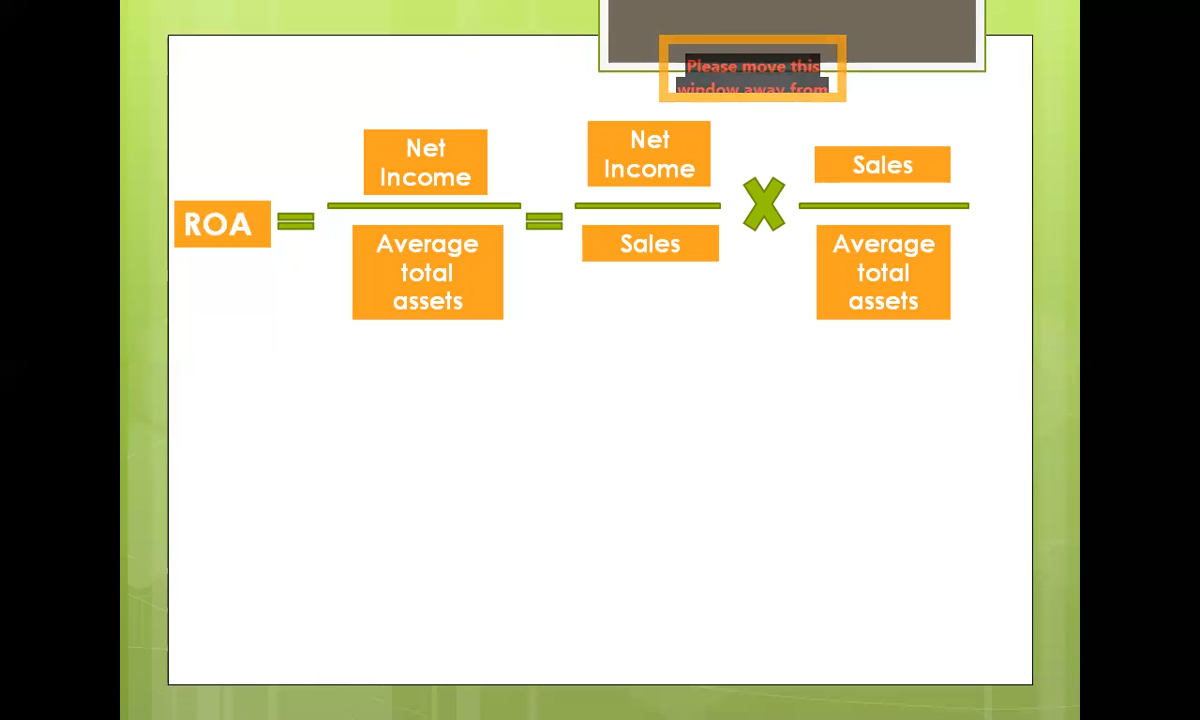 Please move this
window away from
Net
Income
Net
Income
Sales
ROA
Average
total
assets
Sales
Average
total
assets